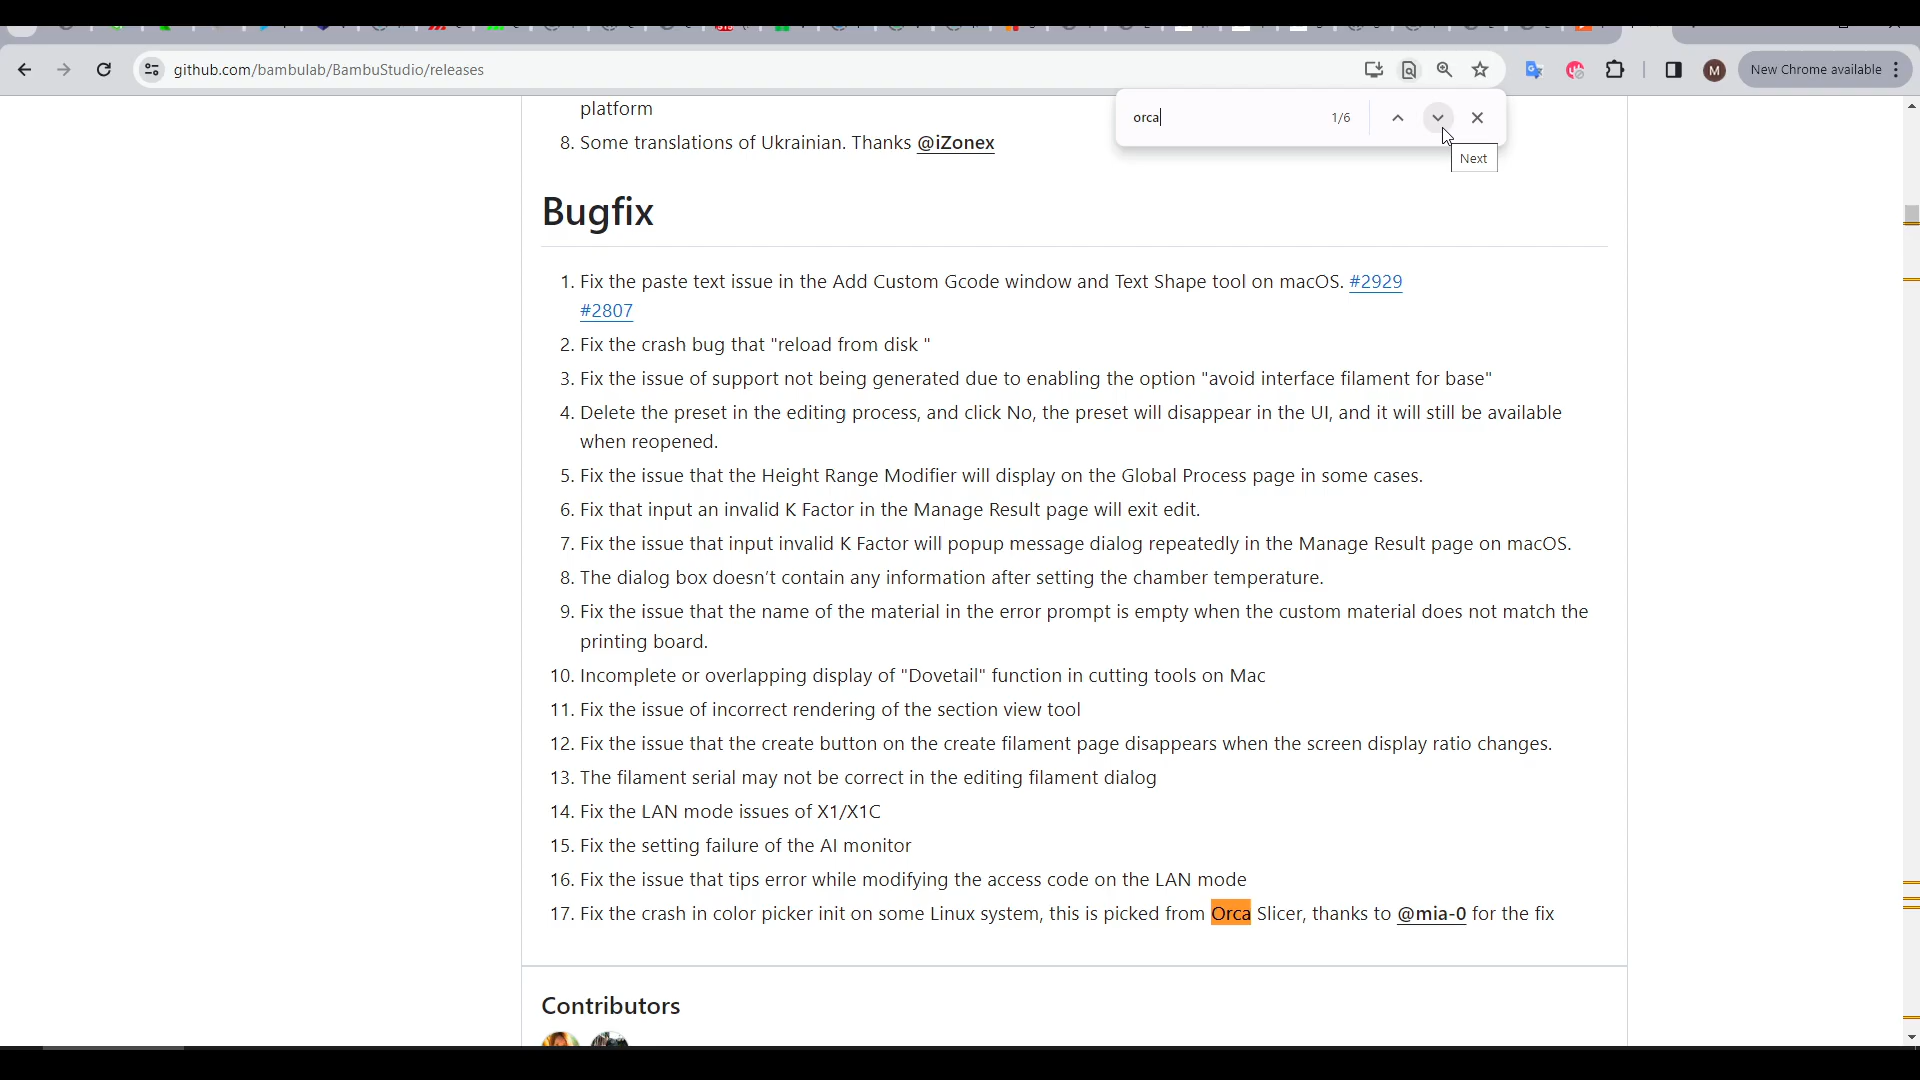 github.com/bambulab/BambuStudio/releases
M
New Chrome available
orca
1/6
Next
platform
8. Some translations of Ukrainian. Thanks @iZonex
Bugfix
1. Fix the paste text issue in the Add Custom Gcode window and Text Shape tool on macOS. #2929
#2807
2. Fix the crash bug that "reload from disk "
3. Fix the issue of support not being generated due to enabling the option "avoid interface filament for base"
4. Delete the preset in the editing process, and click No, the preset will disappear in the UI, and it will still be available
when reopened.
5. Fix the issue that the Height Range Modifier will display on the Global Process page in some cases.
6. Fix that input an invalid K Factor in the Manage Result page will exit edit.
7. Fix the issue that input invalid K Factor will popup message dialog repeatedly in the Manage Result page on macOS.
8. The dialog box doesn't contain any information after setting the chamber temperature.
9. Fix the issue that the name of the material in the error prompt is empty when the custom material does not match the
printing board.
10. Incomplete or overlapping display of "Dovetail" function in cutting tools on Mac
11. Fix the issue of incorrect rendering of the section view tool
12. Fix the issue that the create button on the create filament page disappears when the screen display ratio changes.
13. The filament serial may not be correct in the editing filament dialog
14. Fix the LAN mode issues of X1/X1C
15. Fix the setting failure of the AI monitor
16. Fix the issue that tips error while modifying the access code on the LAN mode
17. Fix the crash in color picker init on some Linux system, this is picked from Orca Slicer, thanks to @mia-0 for the fix
Contributors